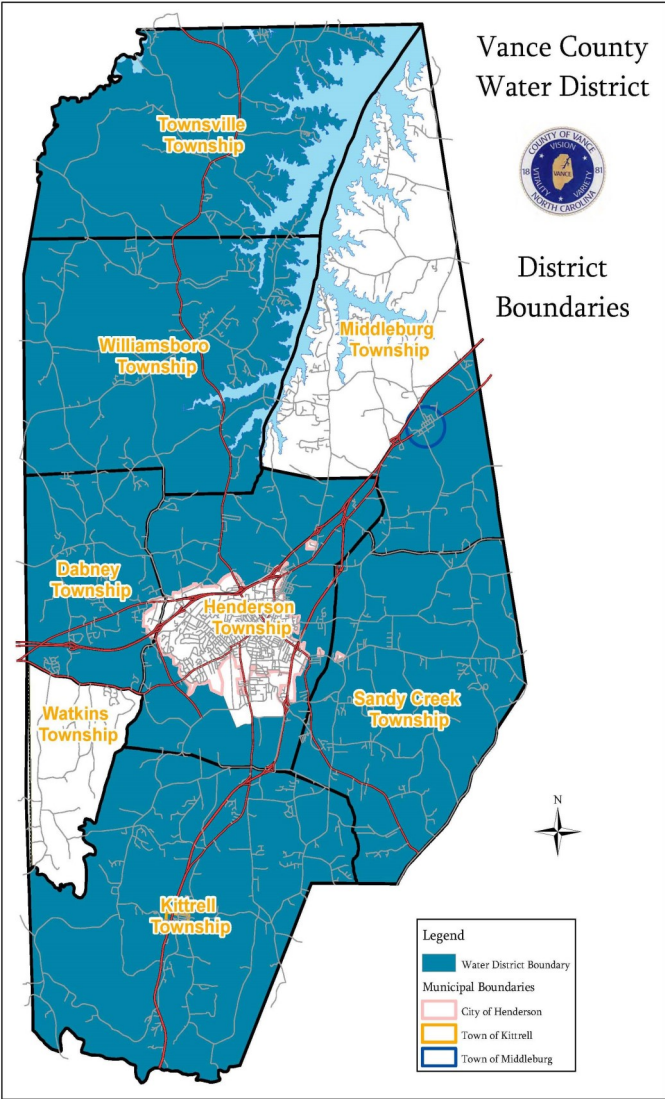 Vance County
Water District
COUNTY OF VANCE
VISION
VITALITY
VARIETY
18
81
VANCE
NORTH CAROLINA
District
Boundaries
Townsville
Township
Williamsboro
Township
Middleburg
Township
Dabney
Township
Henderson
Township
Watkins
Township
Sandy Creek
Township
Kittrell
Township
N
Legend
Water District Boundary
Municipal Boundaries
City of Henderson
Town of Kittrell
Town of Middleburg